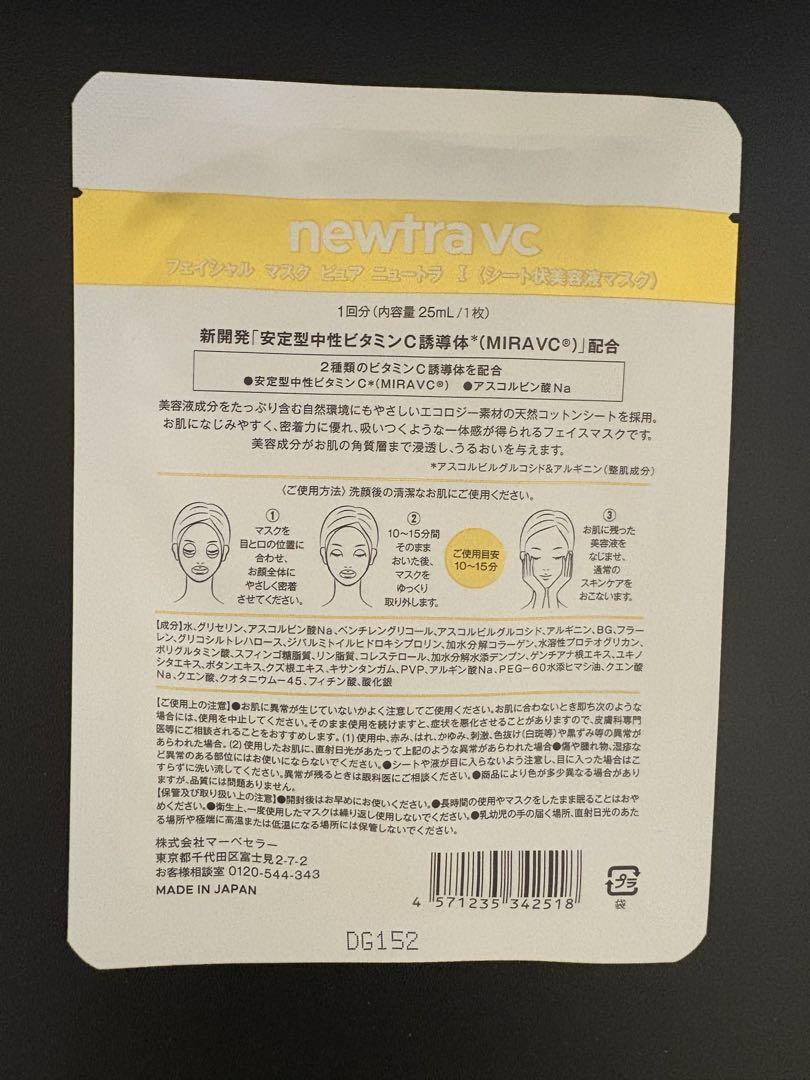 newtra vc
フェイシャル マスク ピュア ニュートラ I 〈シート状美容液マスク〉
1回分(内容量 25mL/1枚)
新開発「安定型中性ビタミンC誘導体*(MIRAVC®)」配合
2種類のビタミンC誘導体を配合
●安定型中性ビタミンC*(MIRAVC®) ●アスコルビン酸Na
美容液成分をたっぷり含む自然環境にもやさしいエコロジー素材の天然コットンシートを採用。
お肌になじみやすく、密着力に優れ、吸いつくような一体感が得られるフェイスマスクです。
美容成分がお肌の角質層まで浸透し、うるおいを与えます。
*アスコルビルグルコシド&アルギニン(整肌成分)
〈ご使用方法〉洗顔後の清潔なお肌にご使用ください。
①
マスクを
目と口の位置に
合わせ、
お顔全体に
やさしく密着
させてください。
②
10〜15分間
そのまま
おいた後、
マスクを
ゆっくり
取り外します。
ご使用目安
10〜15分
③
お肌に残った
美容液を
なじませ、
通常の
スキンケアを
おこないます。
【成分】水、グリセリン、アスコルビン酸Na、ペンチレングリコール、アスコルビルグルコシド、アルギニン、BG、フラー
レン、グリコシルトレハロース、ジパルミトイルヒドロキシプロリン、加水分解コラーゲン、水溶性プロテオグリカン、
ポリグルタミン酸、スフィンゴ糖脂質、リン脂質、コレステロール、加水分解水添デンプン、ゲンチアナ根エキス、ユキノ
シタエキス、ボタンエキス、クズ根エキス、キサンタンガム、PVP、アルギン酸Na、PEG-60水添ヒマシ油、クエン酸
Na、クエン酸、クオタニウム-45、フィチン酸、酸化銀
【ご使用上の注意】●お肌に異常が生じていないかよく注意してご使用ください。お肌に合わないとき即ち次のような
場合には、使用を中止してください。そのまま使用を続けますと、症状を悪化させることがありますので、皮膚科専門
医等にご相談されることをおすすめします。(1)使用中、赤み、はれ、かゆみ、刺激、色抜け(白斑等)や黒ずみ等の異常が
あらわれた場合。(2)使用したお肌に、直射日光があたって上記のような異常があらわれた場合●傷や腫れ物、湿疹な
ど異常のある部位にはお使いにならないでください。●シートや液が目に入らないよう注意し、目に入った場合はこ
すらずに洗い流してください。異常が残るときは眼科医にご相談ください。●商品により色が多少異なる場合があり
ますが、品質には問題ありません。
【保管及び取り扱い上の注意】●開封後はお早めにお使いください。●長時間の使用やマスクをしたまま眠ることはおや
めください。●衛生上、一度使用したマスクは繰り返し使用しないでください。●乳幼児の手の届く場所、直射日光のあた
る場所や極端に高温または低温になる場所には保管しないでください。
株式会社マーベセラー
東京都千代田区富士見2-7-2
お客様相談室 0120-544-343
MADE IN JAPAN
4 571235 342518
プラ
袋
DG152